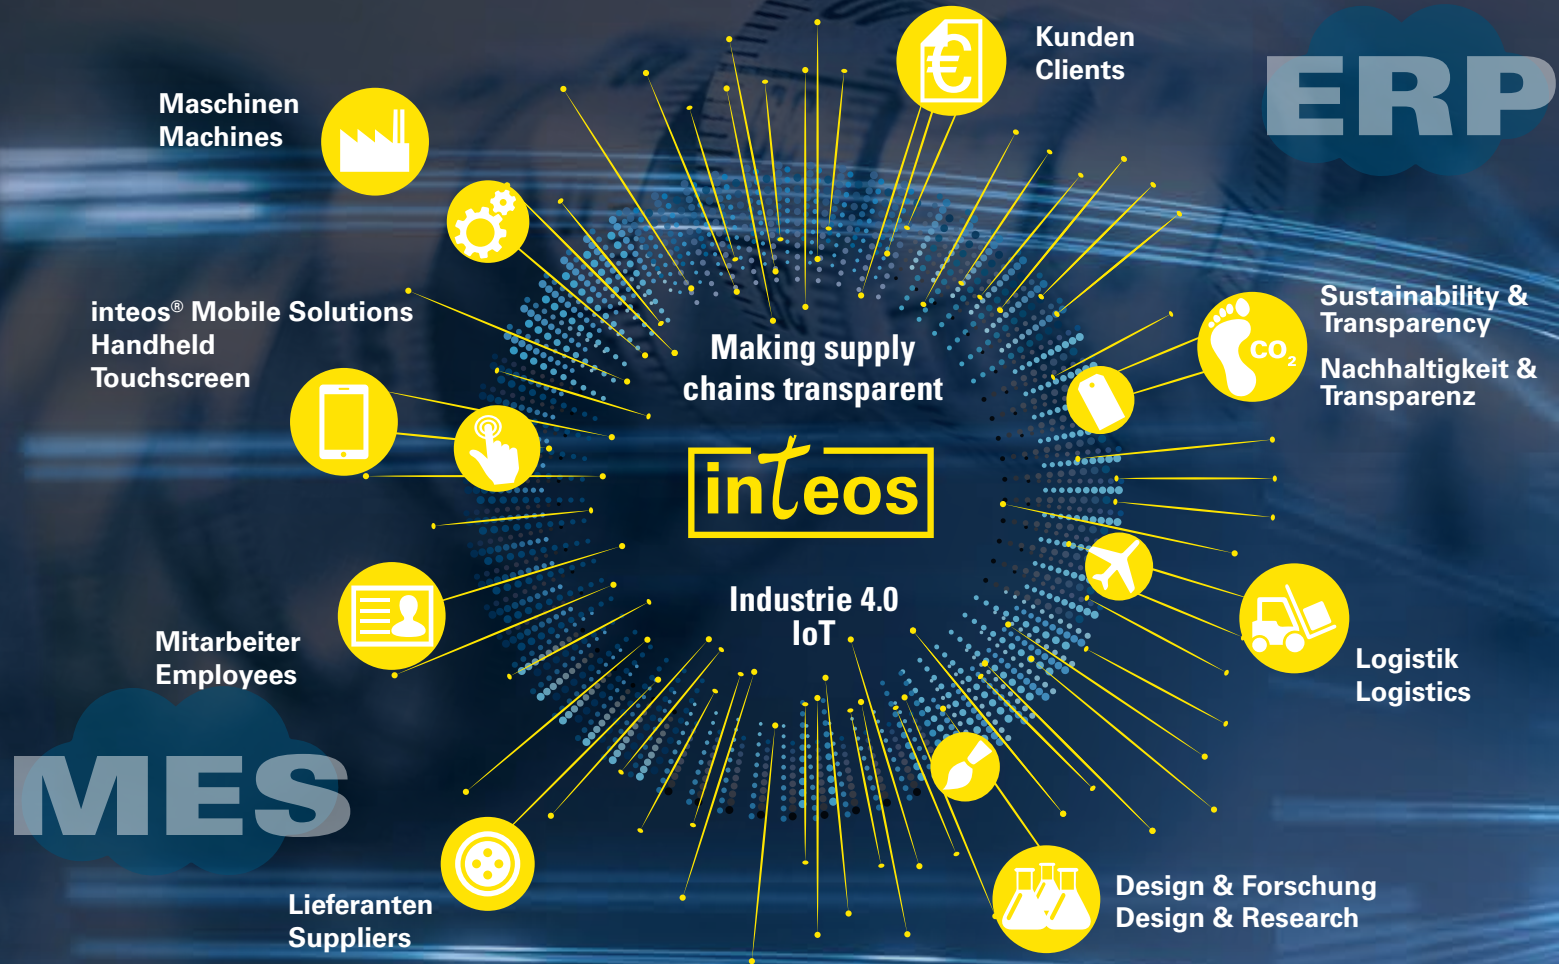 Kunden
Clients
ERP
Maschinen
Machines
inteos® Mobile Solutions
Handheld
Touchscreen
Sustainability &
Transparency
Nachhaltigkeit &
Transparenz
CO₂
Making supply
chains transparent
inteos
Industrie 4.0
IoT
Mitarbeiter
Employees
Logistik
Logistics
MES
Lieferanten
Suppliers
Design & Forschung
Design & Research
€